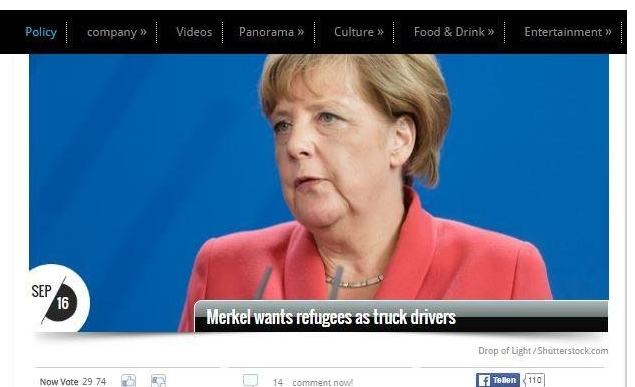 Policy company » Videos Panorama » Culture » Food & Drink » Entertainment »
SEP 16
Merkel wants refugees as truck drivers
Drop of Light / Shutterstock.com
Now Vote 29 74 14 comment now! f Teilen 110